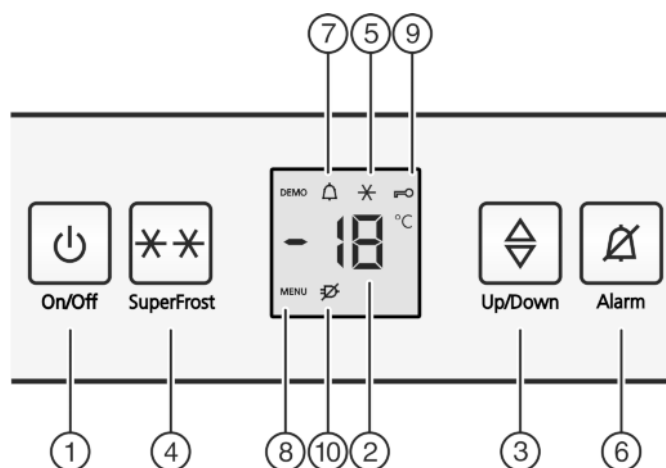 7 5 9
DEMO
°C
-18
MENU
On/Off SuperFrost Up/Down Alarm
1 4 8 10 2 3 6